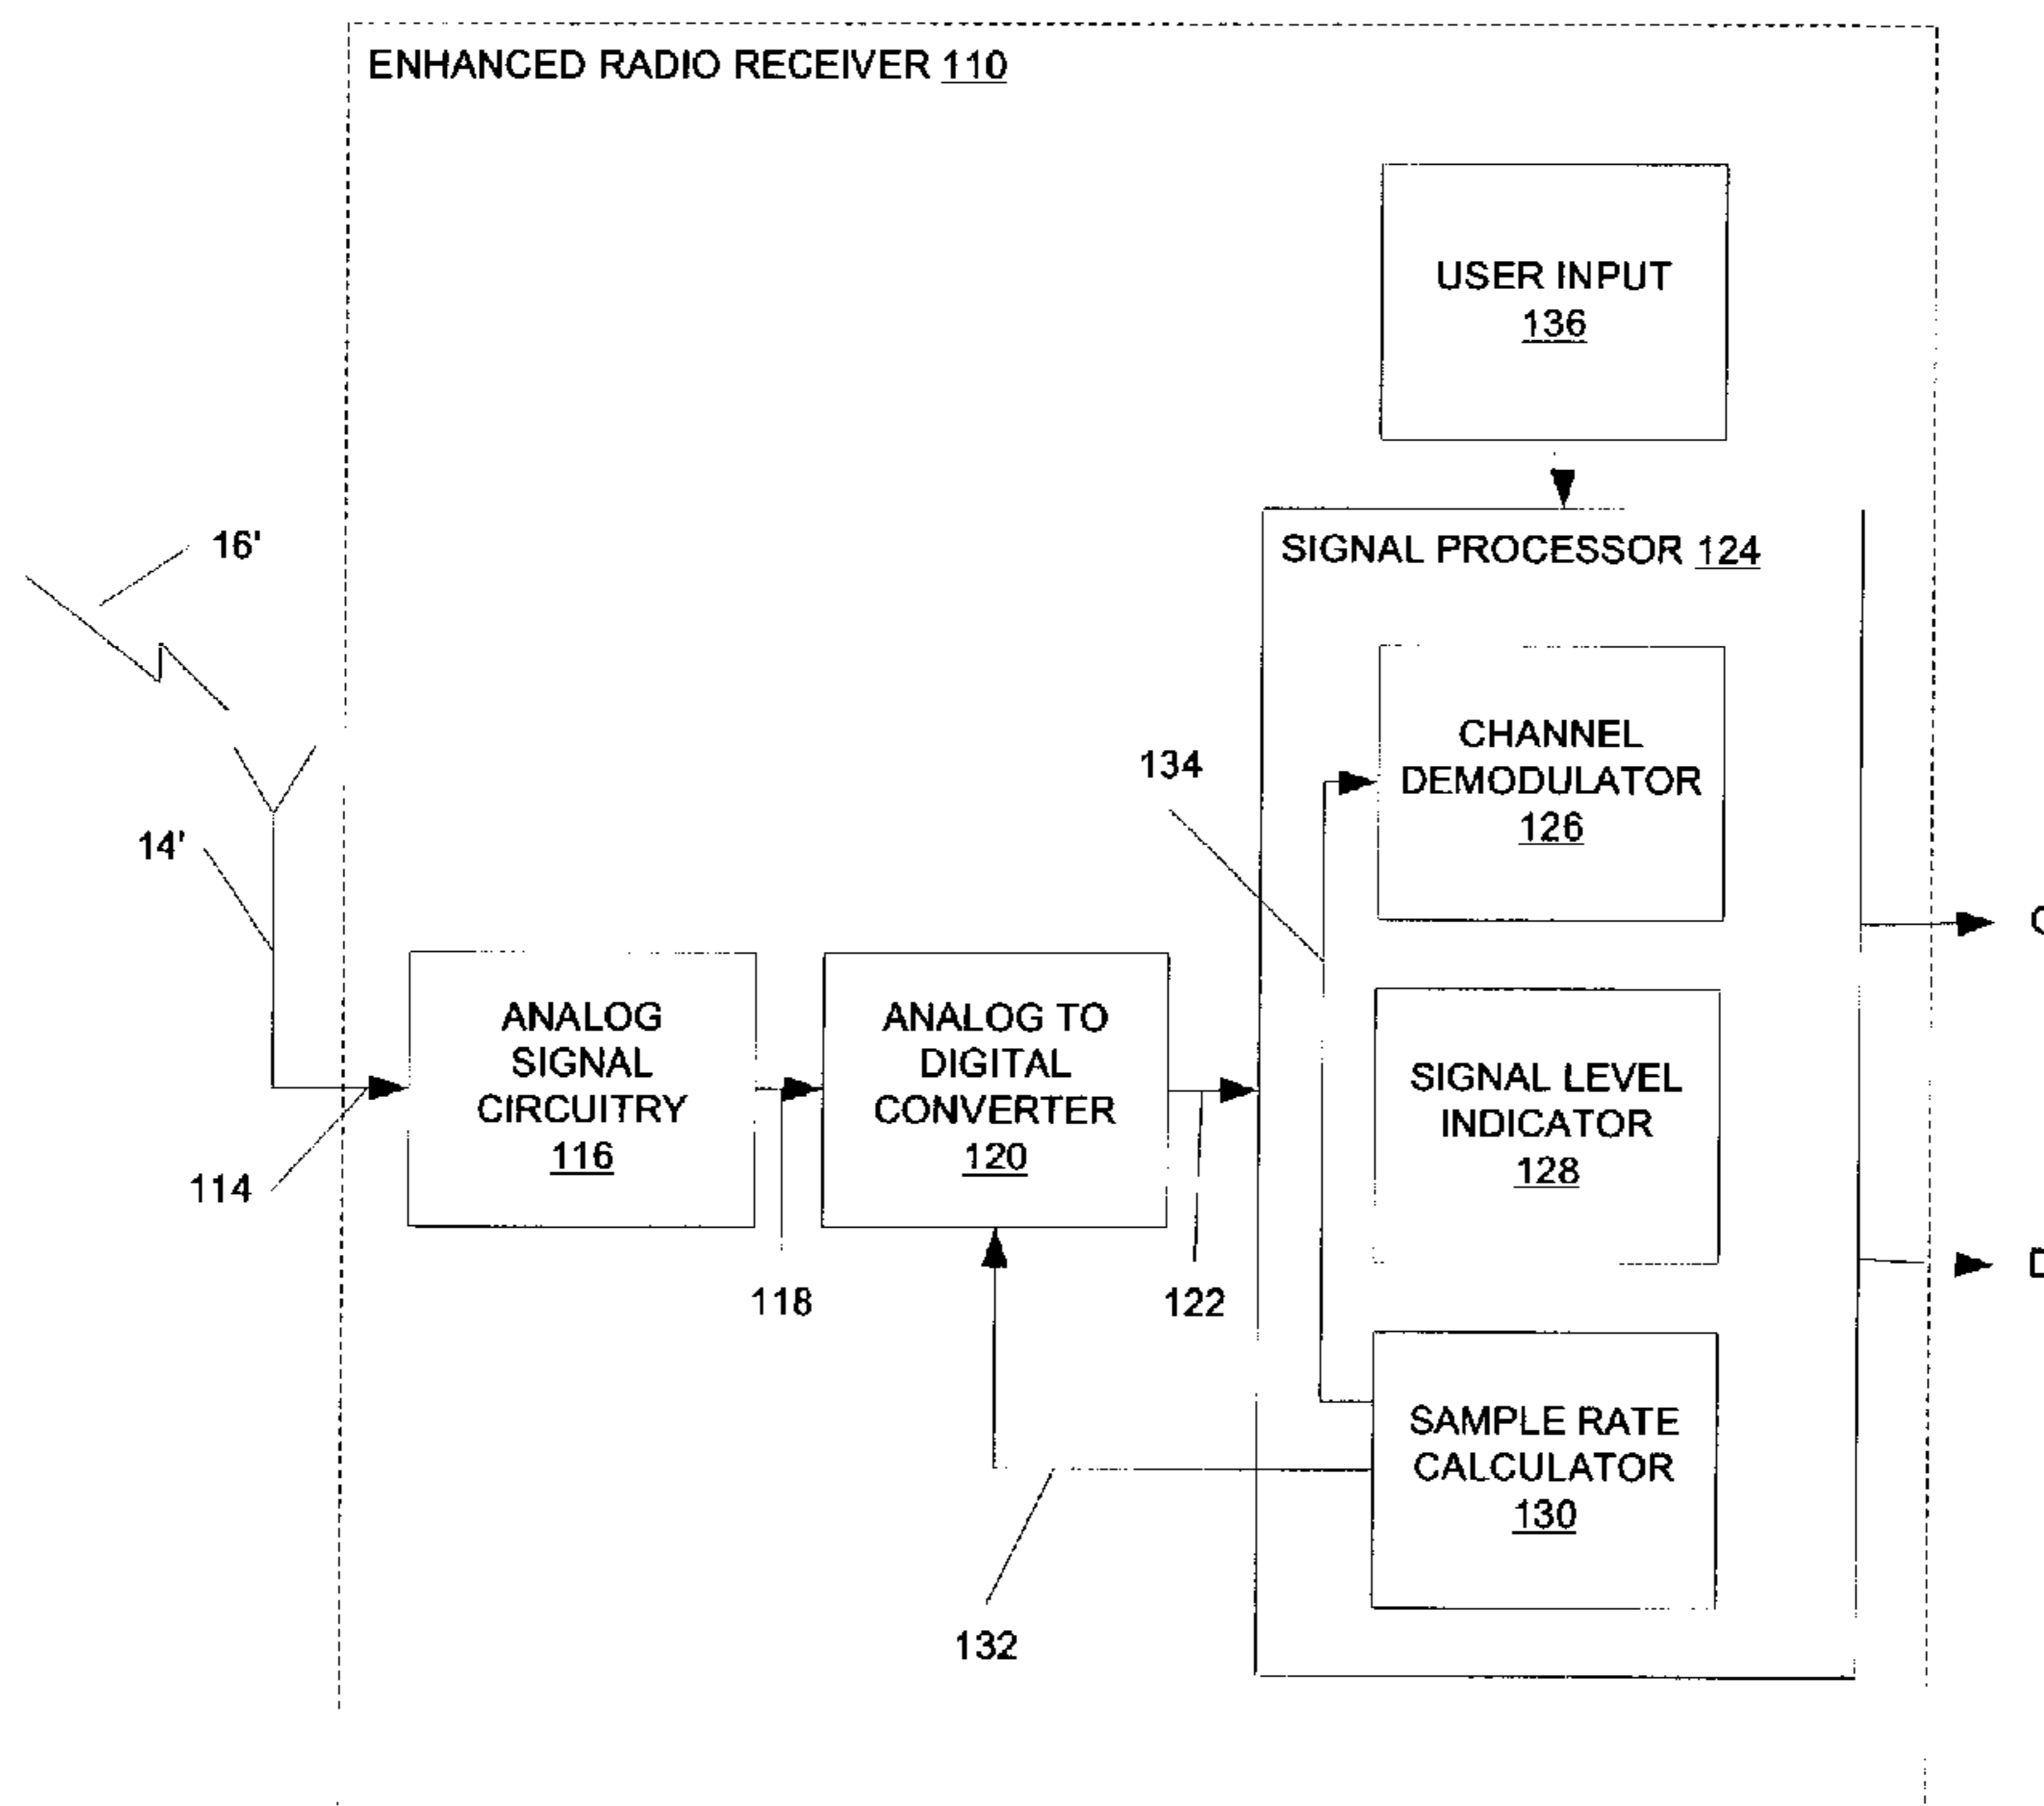 ENHANCED RADIO RECEIVER 110
USER INPUT
136
16'
SIGNAL PROCESSOR 124
CHANNEL
DEMODULATOR
126
134
14'
ANALOG
SIGNAL
CIRCUITRY
116
ANALOG TO
DIGITAL
CONVERTER
120
SIGNAL LEVEL
INDICATOR
128
114
118
122
SAMPLE RATE
CALCULATOR
130
132